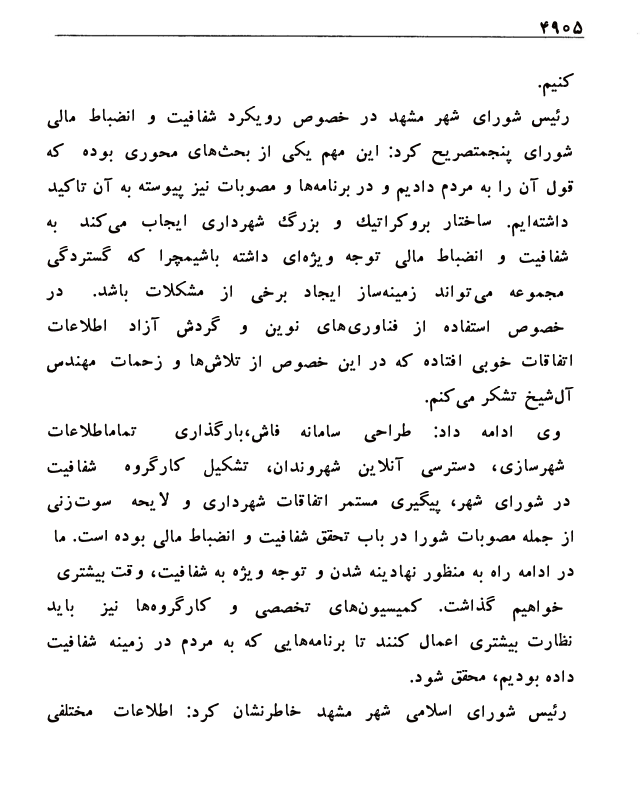 ۴۹۰۵
کنیم.
رئیس شورای شهر مشهد در خصوص رویکرد شفافیت و انضباط مالی
شورای پنجمتصریح کرد: این مهم یکی از بحث‌های محوری بوده که
قول آن را به مردم دادیم و در برنامه‌ها و مصوبات نیز پیوسته به آن تاکید
داشته‌ایم. ساختار بروکراتیك و بزرگ شهرداری ایجاب می‌کند به
شفافیت و انضباط مالی توجه ویژه‌ای داشته باشیمچرا که گستردگی
مجموعه می‌تواند زمینه‌ساز ایجاد برخی از مشکلات باشد. در
خصوص استفاده از فناوری‌های نوین و گردش آزاد اطلاعات
اتفاقات خوبی افتاده که در این خصوص از تلاش‌ها و زحمات مهندس
آل‌شیخ تشکر می‌کنم.
وی ادامه داد: طراحی سامانه فاش،بارگذاری تماماطلاعات
شهرسازی، دسترسی آنلاین شهروندان، تشکیل کارگروه شفافیت
در شورای شهر، پیگیری مستمر اتفاقات شهرداری و لایحه سوت‌زنی
از جمله مصوبات شورا در باب تحقق شفافیت و انضباط مالی بوده است. ما
در ادامه راه به منظور نهادینه شدن و توجه ویژه به شفافیت، وقت بیشتری
خواهیم گذاشت. کمیسیون‌های تخصصی و کارگروه‌ها نیز باید
نظارت بیشتری اعمال کنند تا برنامه‌هایی که به مردم در زمینه شفافیت
داده بودیم، محقق شود.
رئیس شورای اسلامی شهر مشهد خاطرنشان کرد: اطلاعات مختلفی